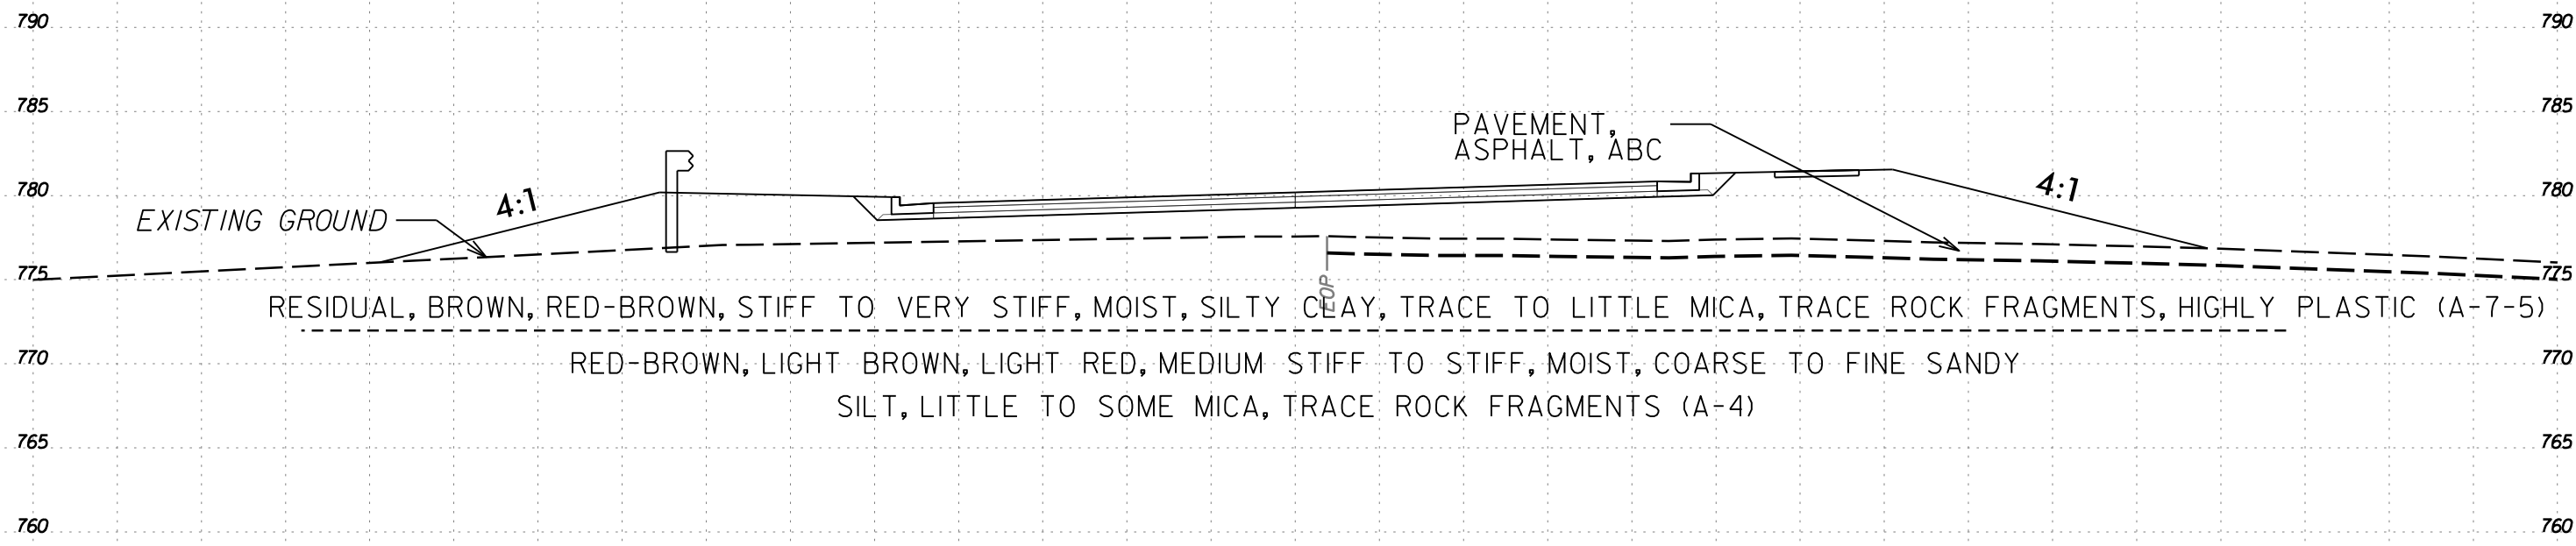 790 790
785 785
PAVEMENT,
ASPHALT, ABC
780 780
4:1 4:1
EXISTING GROUND
775 775
EOP
RESIDUAL, BROWN, RED-BROWN, STIFF TO VERY STIFF, MOIST, SILTY CLAY, TRACE TO LITTLE MICA, TRACE ROCK FRAGMENTS, HIGHLY PLASTIC (A-7-5)
770 770
RED-BROWN, LIGHT BROWN, LIGHT RED, MEDIUM STIFF TO STIFF, MOIST, COARSE TO FINE SANDY
SILT, LITTLE TO SOME MICA, TRACE ROCK FRAGMENTS (A-4)
765 765
760 760